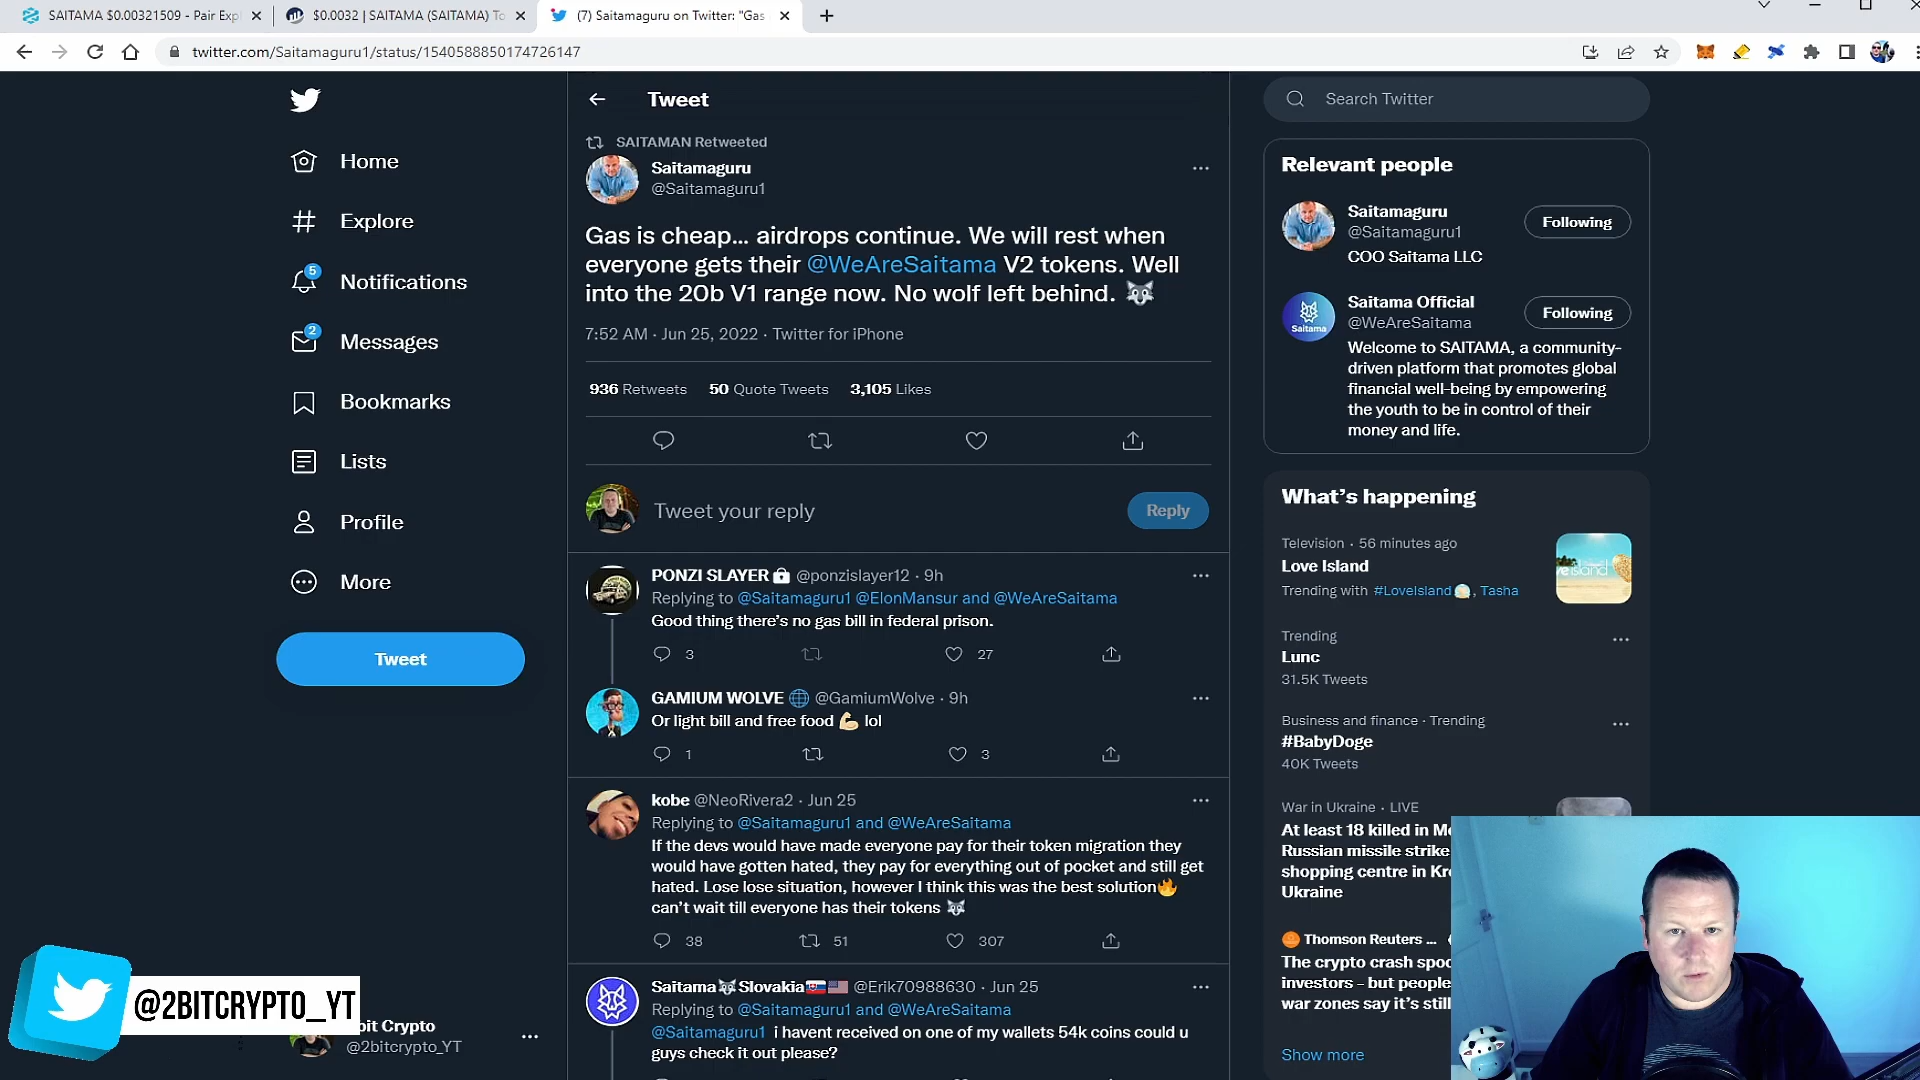 SAITAMA $0.00321509 - Pair Exp
$0.0032 | SAITAMA (SAITAMA) To
(7) Saitamaguru on Twitter: "Gas
twitter.com/Saitamaguru1/status/1540588850174726147
Home
Explore
5
Notifications
2
Messages
Bookmarks
Lists
Profile
More
Tweet
@2BITCRYPTO_YT
bit Crypto
@2bitcrypto_YT
Tweet
SAITAMAN Retweeted
Saitamaguru
@Saitamaguru1
Gas is cheap... airdrops continue. We will rest when
everyone gets their @WeAreSaitama V2 tokens. Well
into the 20b V1 range now. No wolf left behind. 🐺
7:52 AM · Jun 25, 2022 · Twitter for iPhone
936 Retweets 50 Quote Tweets 3,105 Likes
Tweet your reply
Reply
PONZI SLAYER @ponzislayer12 · 9h
Replying to @Saitamaguru1 @ElonMansur and @WeAreSaitama
Good thing there's no gas bill in federal prison.
3 27
GAMIUM WOLVE 🌐 @GamiumWolve · 9h
Or light bill and free food 💪🏻 lol
1 3
kobe @NeoRivera2 · Jun 25
Replying to @Saitamaguru1 and @WeAreSaitama
If the devs would have made everyone pay for their token migration they
would have gotten hated, they pay for everything out of pocket and still get
hated. Lose lose situation, however I think this was the best solution🔥
can't wait till everyone has their tokens 🐺
38 51 307
Saitama🐺Slovakia🇸🇰🇺🇸 @Erik70988630 · Jun 25
Replying to @Saitamaguru1 and @WeAreSaitama
@Saitamaguru1 i havent received on one of my wallets 54k coins could u
guys check it out please?
Search Twitter
Relevant people
Saitamaguru
@Saitamaguru1
Following
COO Saitama LLC
Saitama
Saitama Official
@WeAreSaitama
Following
Welcome to SAITAMA, a community-
driven platform that promotes global
financial well-being by empowering
the youth to be in control of their
money and life.
What's happening
Television · 56 minutes ago
Love Island
Trending with #LoveIsland, Tasha
Trending
Lunc
31.5K Tweets
Business and finance · Trending
#BabyDoge
40K Tweets
War in Ukraine · LIVE
At least 18 killed in
Russian missile strike
shopping centre in
Ukraine
Thomson Reuters ...
The crypto crash
investors - but people
war zones say it's still
Show more